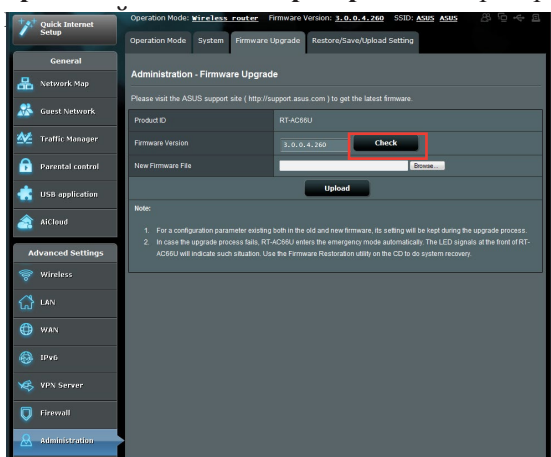 Quick Internet
Setup
Operation Mode: Wireless router Firmware Version: 3.0.0.4.260 SSID: ASUS ASUS
Operation Mode System Firmware Upgrade Restore/Save/Upload Setting
General
Network Map
Guest Network
Traffic Manager
Parental control
USB application
AiCloud
Advanced Settings
Wireless
LAN
WAN
IPv6
VPN Server
Firewall
Administration
Administration - Firmware Upgrade
Please visit the ASUS support site ( http://support.asus.com ) to get the latest firmware.
Product ID RT-AC66U
Firmware Version 3.0.0.4.260 Check
New Firmware File Browse...
Upload
Note:
1. For a configuration parameter existing both in the old and new firmware, its setting will be kept during the upgrade process.
2. In case the upgrade process fails, RT-AC66U enters the emergency mode automatically. The LED signals at the front of RT-
AC66U will indicate such situation. Use the Firmware Restoration utility on the CD to do system recovery.